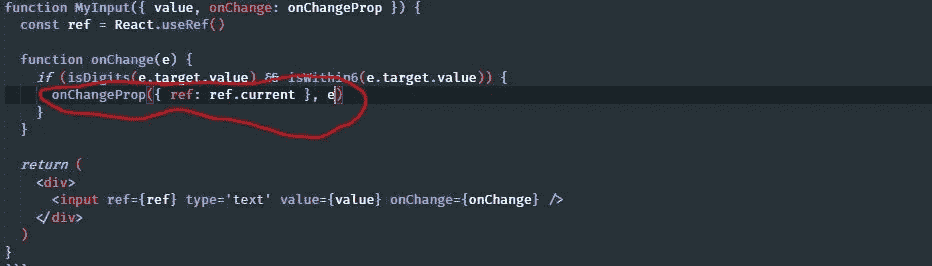 function MyInput({ value, onChange: onChangeProp }) {
const ref = React.useRef()
function onChange(e) {
if (isDigits(e.target.value) && isWithin6(e.target.value)) {
onChangeProp({ ref: ref.current }, e)
}
}
return (
<div>
<input ref={ref} type='text' value={value} onChange={onChange} />
</div>
)
}